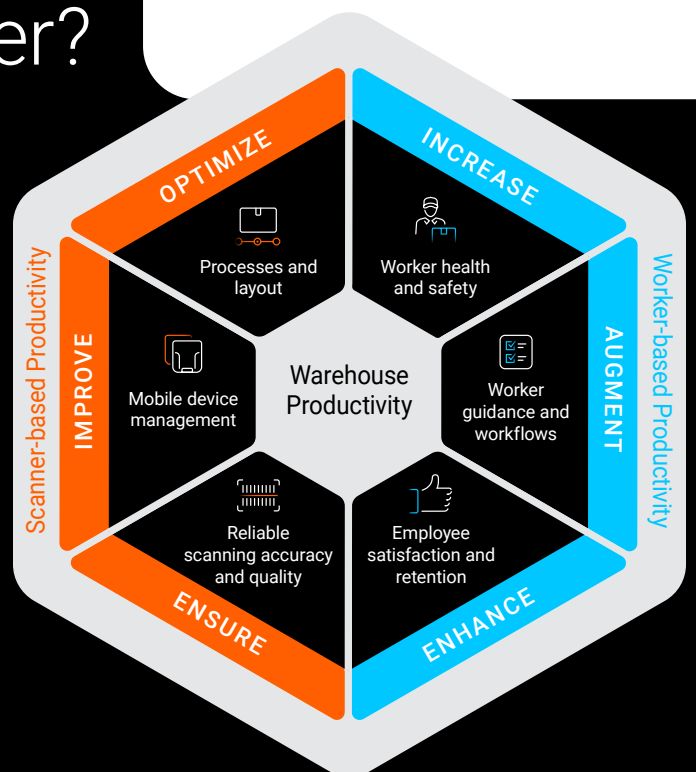 er?
OPTIMIZE
INCREASE
Processes and
layout
Worker health
and safety
Scanner-based Productivity
IMPROVE
Mobile device
management
Warehouse
Productivity
Worker
guidance and
workflows
AUGMENT
Worker-based Productivity
Reliable
scanning accuracy
and quality
Employee
satisfaction and
retention
ENSURE
ENHANCE